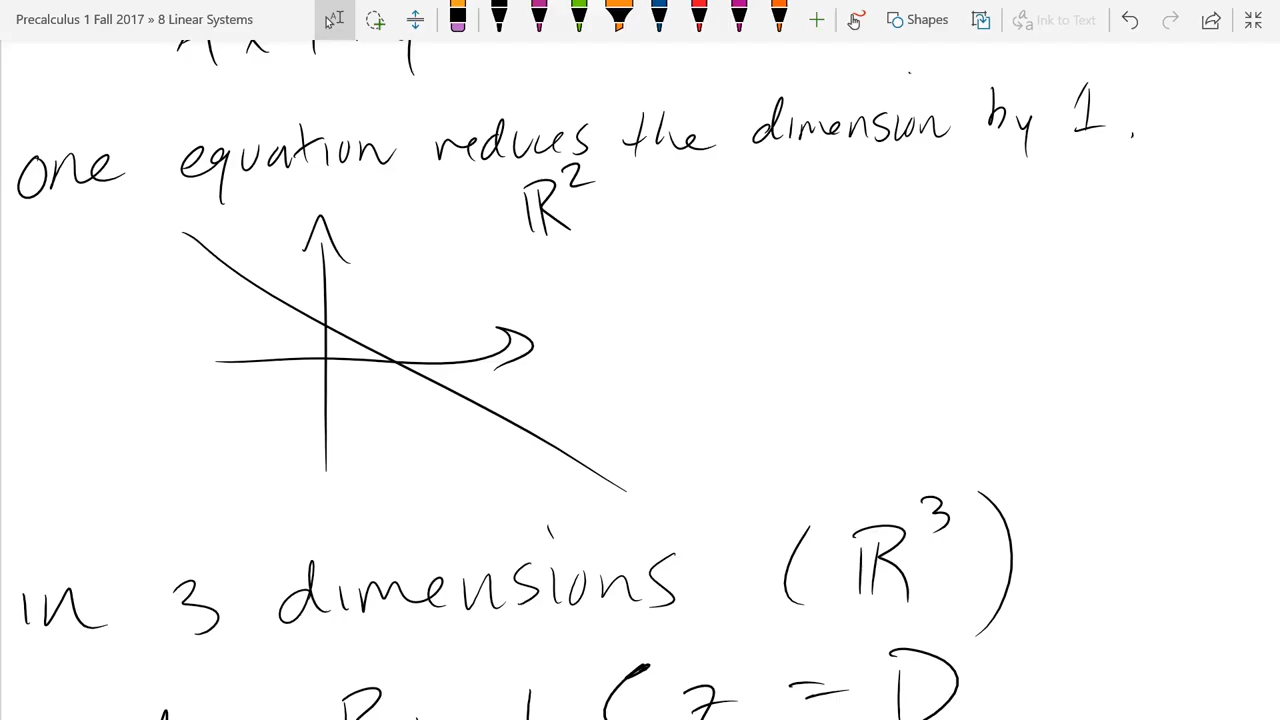 Precalculus 1 Fall 2017 » 8 Linear Systems
Shapes
Ink to Text
one equation reduces the dimension by 1.
ℝ²
in 3 dimensions (ℝ³)
z = D